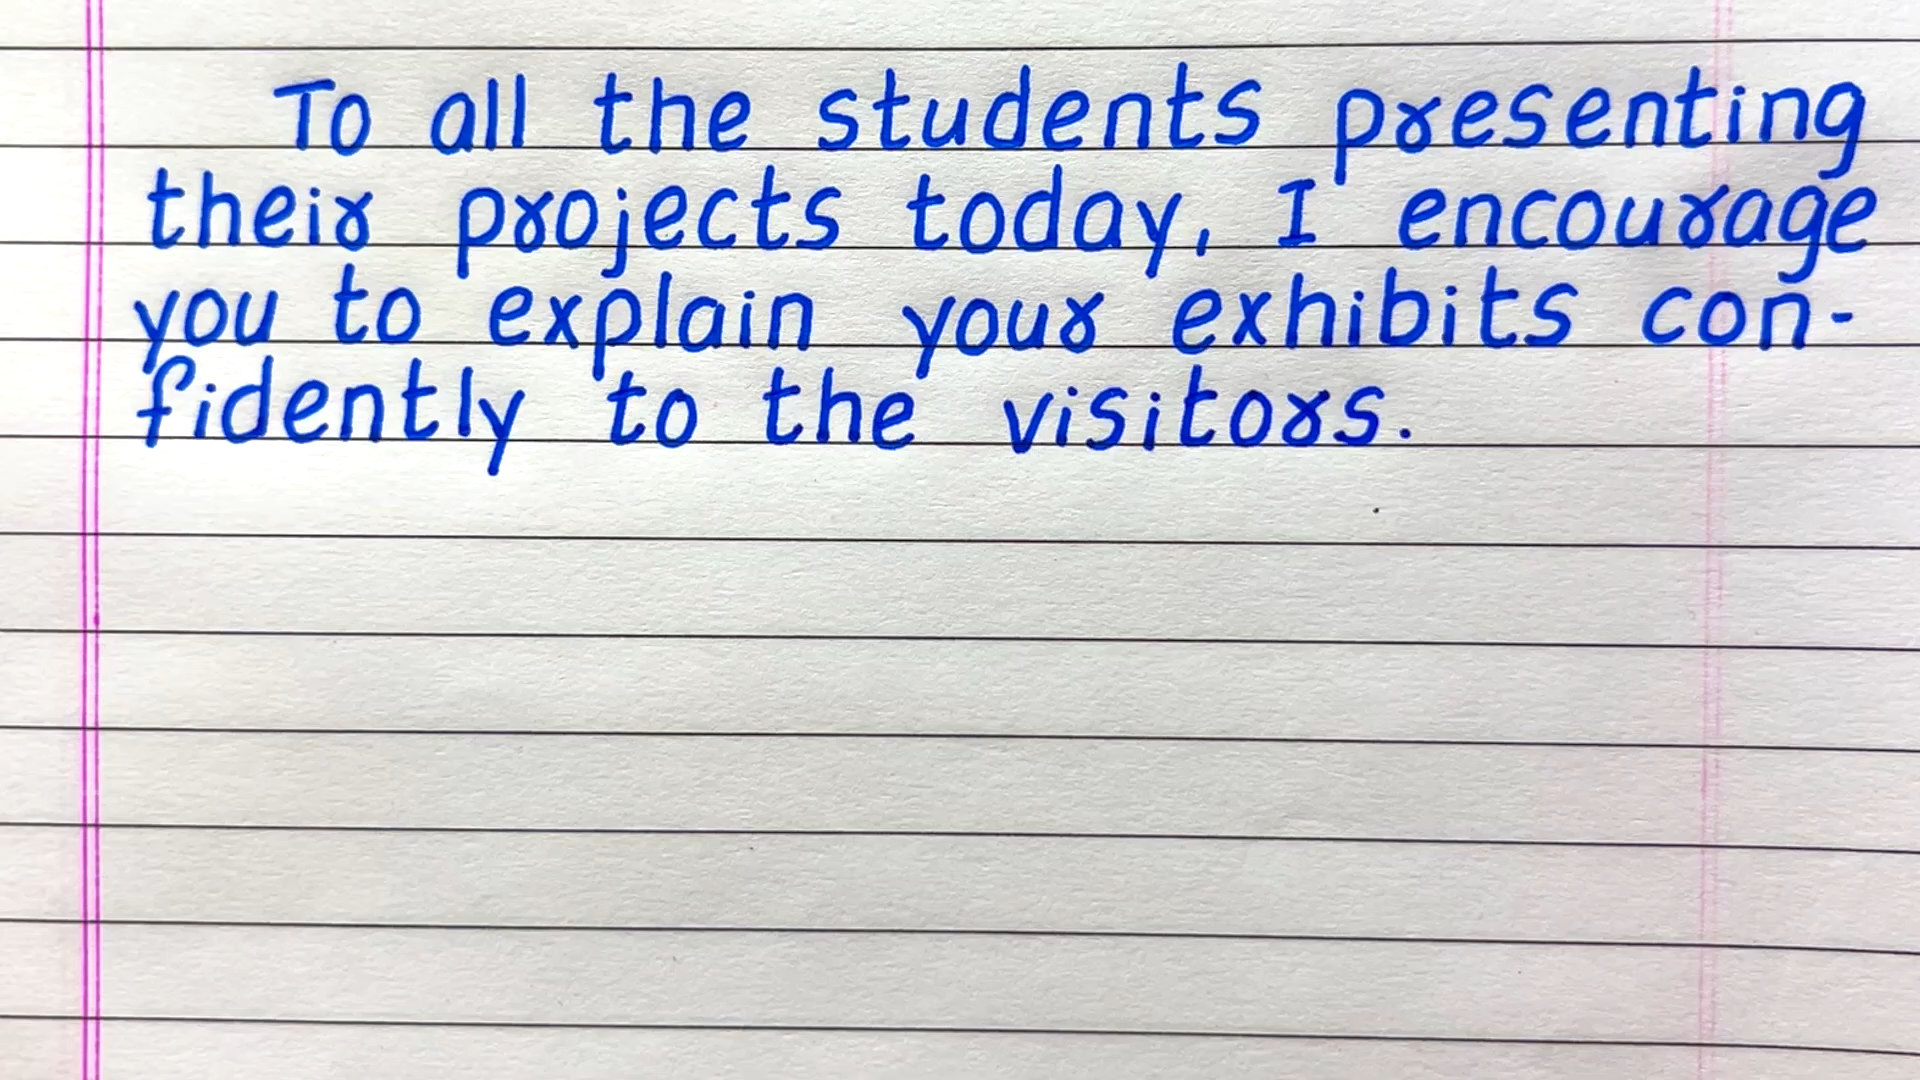 To all the students presenting
their projects today, I encourage
you to explain your exhibits con-
fidently to the visitors.